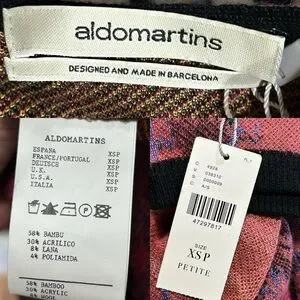 aldomartins
DESIGNED AND MADE IN BARCELONA
ALDOMARTINS
ESPAÑA XSP
FRANCE/PORTUGAL XSP
DEUTSCH XSP
U.K. XSP
U.S.A. XSP
ITALIA XSP
58% BAMBU
30% ACRILICO
8% LANA
4% POLIAMIDA
58% BAMBOO
30% ACRYLIC
WOOL
47297817
SIZE
XSP
PETITE